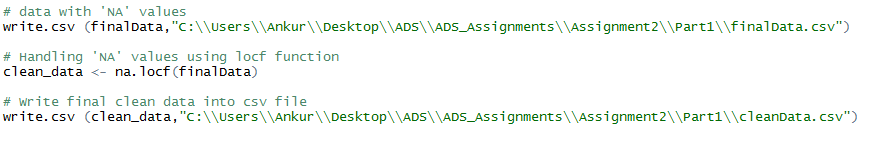 # data with 'NA' values
write.csv (finalData,"C:\\Users\\Ankur\\Desktop\\ADS\\ADS_Assignments\\Assignment2\\Part1\\finalData.csv")
# Handling 'NA' values using locf function
clean_data <- na.locf(finalData)
# Write final clean data into csv file
write.csv (clean_data,"C:\\Users\\Ankur\\Desktop\\ADS\\ADS_Assignments\\Assignment2\\Part1\\cleanData.csv")